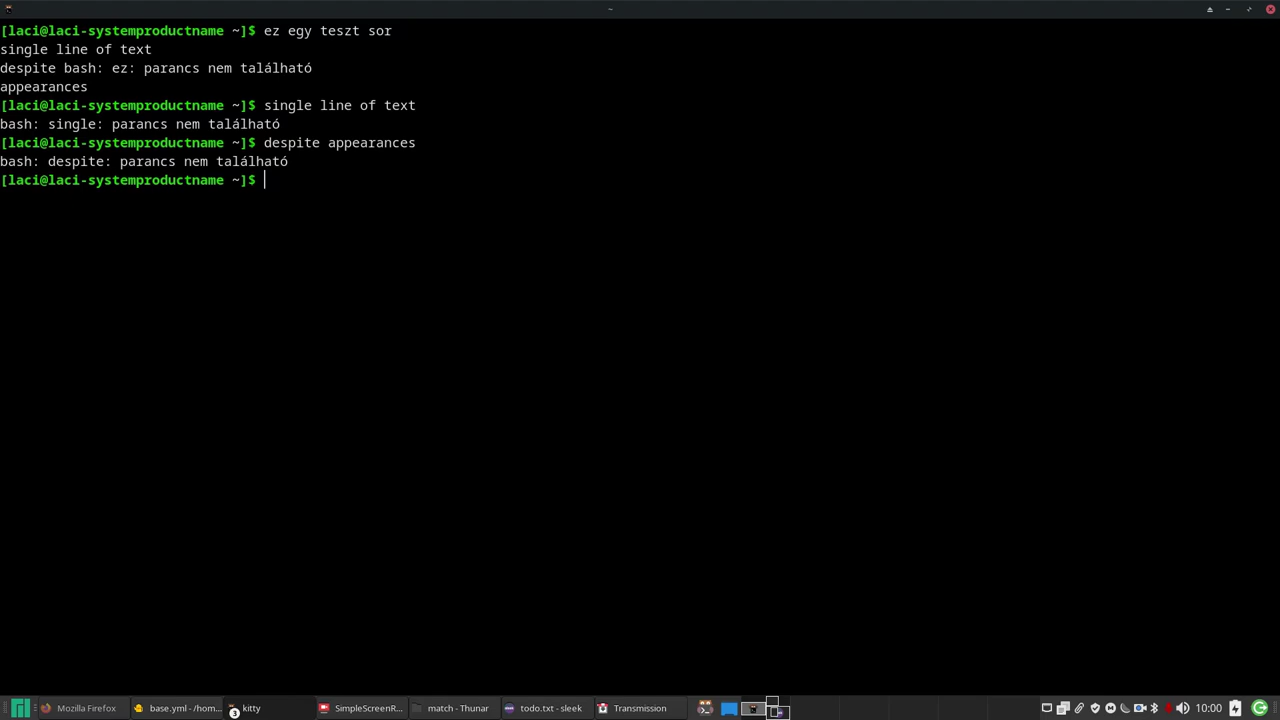 ~
[laci@laci-systemproductname ~]$ ez egy teszt sor
single line of text
despite bash: ez: parancs nem található
appearances
[laci@laci-systemproductname ~]$ single line of text
bash: single: parancs nem található
[laci@laci-systemproductname ~]$ despite appearances
bash: despite: parancs nem található
[laci@laci-systemproductname ~]$
Mozilla Firefox base.yml - /hom... 3 kitty SimpleScreenR... match - Thunar todo.txt - sleek Transmission 10:00